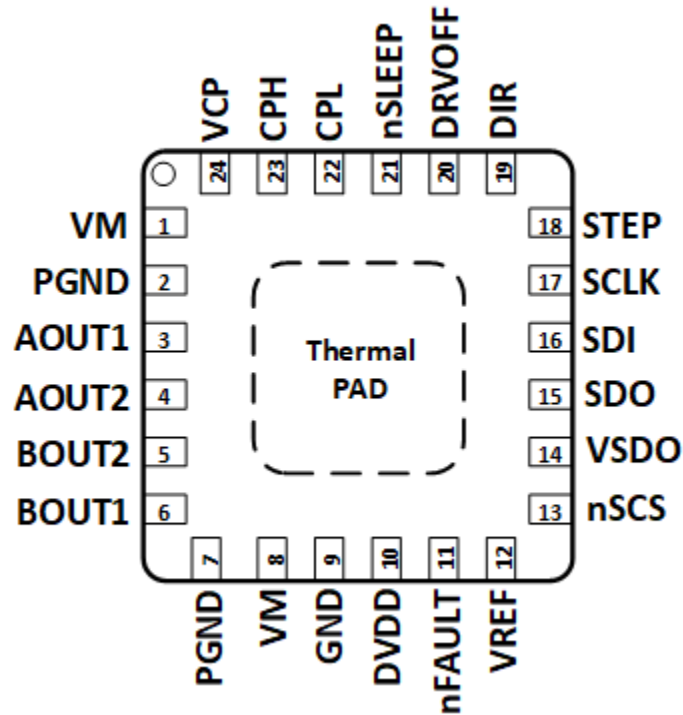 VCP
CPH
CPL
nSLEEP
DRVOFF
DIR
24
23
22
21
20
19
VM 1
PGND 2
AOUT1 3
AOUT2 4
BOUT2 5
BOUT1 6
Thermal
PAD
18 STEP
17 SCLK
16 SDI
15 SDO
14 VSDO
13 nSCS
7
8
9
10
11
12
PGND
VM
GND
DVDD
nFAULT
VREF